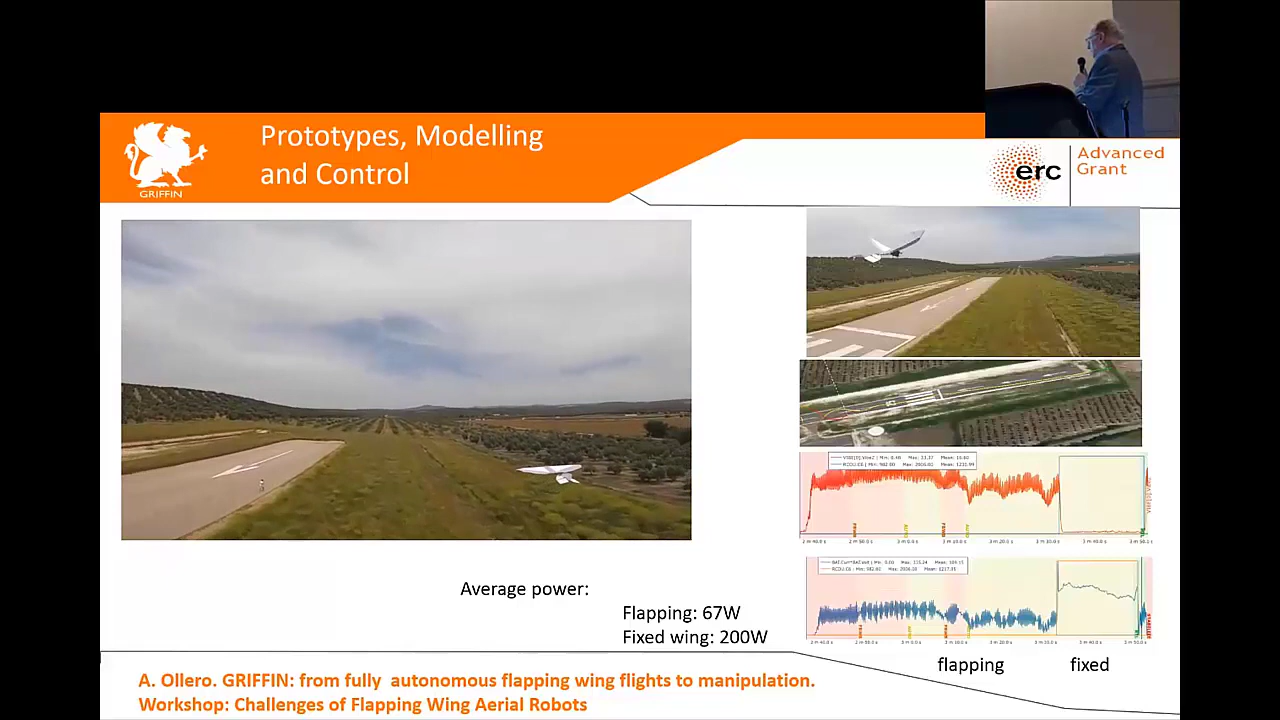 Prototypes, Modelling
and Control
GRIFFIN
erc
Advanced
Grant
Average power:
Flapping: 67W
Fixed wing: 200W
flapping
fixed
A. Ollero. GRIFFIN: from fully autonomous flapping wing flights to manipulation.
Workshop: Challenges of Flapping Wing Aerial Robots